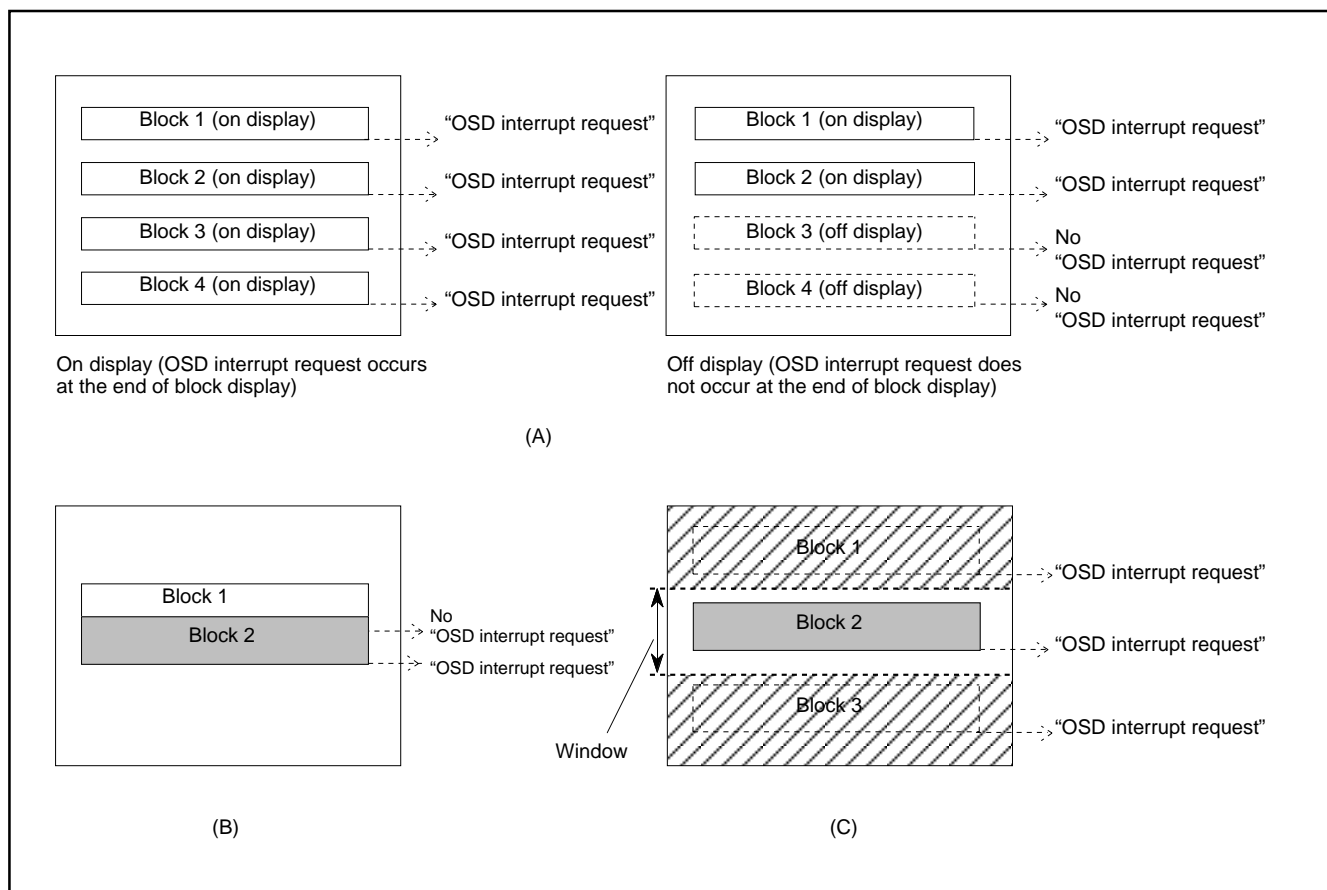 Block 1 (on display)
“OSD interrupt request”
Block 2 (on display)
“OSD interrupt request”
Block 3 (on display)
“OSD interrupt request”
Block 4 (on display)
“OSD interrupt request”
On display (OSD interrupt request occurs
at the end of block display)
Block 1 (on display)
“OSD interrupt request”
Block 2 (on display)
“OSD interrupt request”
Block 3 (off display)
No
“OSD interrupt request”
Block 4 (off display)
No
“OSD interrupt request”
Off display (OSD interrupt request does
not occur at the end of block display)
(A)
Block 1
Block 2
No
“OSD interrupt request”
“OSD interrupt request”
(B)
Block 1
“OSD interrupt request”
Block 2
“OSD interrupt request”
Block 3
“OSD interrupt request”
Window
(C)